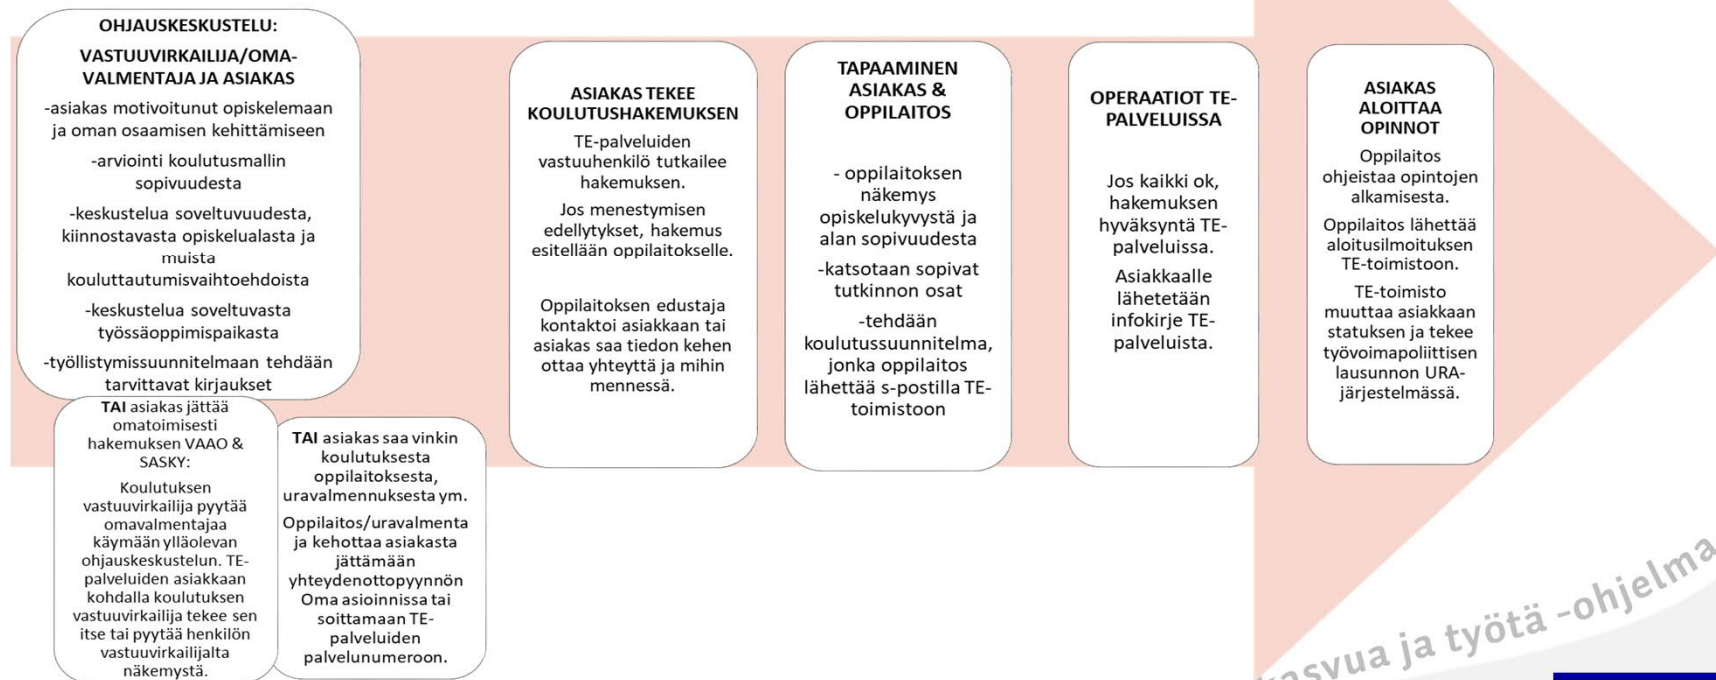 OHJAUSKESKUSTELU:
VASTUUVIRKAILIJA/OMA-
VALMENTAJA JA ASIAKAS
-asiakas motivoitunut opiskelemaan
ja oman osaamisen kehittämiseen
-arviointi koulutusmallin
sopivuudesta
-keskustelua soveltuvuudesta,
kiinnostavasta opiskelualasta ja
muista
kouluttautumisvaihtoehdoista
-keskustelua soveltuvasta
työssäoppimispaikasta
-työllistymissuunnitelmaan tehdään
tarvittavat kirjaukset
TAI asiakas jättää
omatoimisesti
hakemuksen VAAO &
SASKY:
Koulutuksen
vastuuvirkailija pyytää
omavalmentajaa
käymään ylläolevan
ohjauskeskustelun. TE-
palveluiden asiakkaan
kohdalla koulutuksen
vastuuvirkailija tekee sen
itse tai pyytää henkilön
vastuuvirkailijalta
näkemystä.
TAI asiakas saa vinkin
koulutuksesta
oppilaitoksesta,
uravalmennuksesta ym.
Oppilaitos/uravalmenta
ja kehottaa asiakasta
jättämään
yhteydenottopyynnön
Oma asioinnissa tai
soittamaan TE-
palveluiden
palvelunumeroon.
ASIAKAS TEKEE
KOULUTUSHAKEMUKSEN
TE-palveluiden
vastuuhenkilö tutkailee
hakemuksen.
Jos menestymisen
edellytykset, hakemus
esitellään oppilaitokselle.
Oppilaitoksen edustaja
kontaktoi asiakkaan tai
asiakas saa tiedon kehen
ottaa yhteyttä ja mihin
mennessä.
TAPAAMINEN
ASIAKAS &
OPPILAITOS
- oppilaitoksen
näkemys
opiskelukyvystä ja
alan sopivuudesta
-katsotaan sopivat
tutkinnon osat
-tehdään
koulutussuunnitelma,
jonka oppilaitos
lähettää s-postilla TE-
toimistoon
OPERAATIOT TE-
PALVELUISSA
Jos kaikki ok,
hakemuksen
hyväksyntä TE-
palveluissa.
Asiakkaalle
lähetetään
infokirje TE-
palveluista.
ASIAKAS
ALOITTAA
OPINNOT
Oppilaitos
ohjeistaa opintojen
alkamisesta.
Oppilaitos lähettää
aloitusilmoituksen
TE-toimistoon.
TE-toimisto
muuttaa asiakkaan
statuksen ja tekee
työvoimapoliittisen
lausunnon URA-
järjestelmässä.
asvua ja työtä -ohjelma